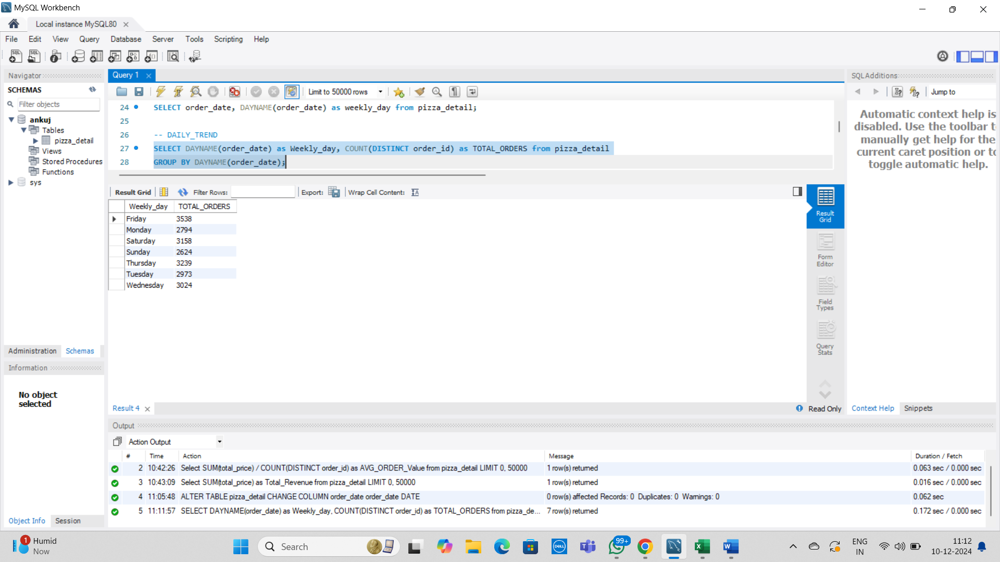 MySQL Workbench
Local instance MySQL80
File Edit View Query Database Server Tools Scripting Help
Navigator
SCHEMAS
Filter objects
ankuj
Tables
pizza_detail
Views
Stored Procedures
Functions
sys
Administration Schemas
Information
No object
selected
Object Info Session
Query 1
Limit to 50000 rows
24 SELECT order_date, DAYNAME(order_date) as weekly_day from pizza_detail;
25
26 -- DAILY_TREND
27 SELECT DAYNAME(order_date) as Weekly_day, COUNT(DISTINCT order_id) as TOTAL_ORDERS from pizza_detail
28 GROUP BY DAYNAME(order_date);
Result Grid Filter Rows: Export: Wrap Cell Content:
Weekly_day TOTAL_ORDERS
Friday 3538
Monday 2794
Saturday 3158
Sunday 2624
Thursday 3239
Tuesday 2973
Wednesday 3024
Result
Grid
Form
Editor
Field
Types
Query
Stats
Result 4
Read Only
SQLAdditions
Jump to
Automatic context help is
disabled. Use the toolbar t
manually get help for the
current caret position or to
toggle automatic help.
Context Help Snippets
Output
Action Output
# Time Action Message Duration / Fetch
2 10:42:26 Select SUM(total_price) / COUNT(DISTINCT order_id) as AVG_ORDER_Value from pizza_detail LIMIT 0, 50000 1 row(s) returned 0.063 sec / 0.000 sec
3 10:43:09 Select SUM(total_price) as Total_Revenue from pizza_detail LIMIT 0, 50000 1 row(s) returned 0.016 sec / 0.000 sec
4 11:05:48 ALTER TABLE pizza_detail CHANGE COLUMN order_date order_date DATE 0 row(s) affected Records: 0 Duplicates: 0 Warnings: 0 0.062 sec
5 11:11:57 SELECT DAYNAME(order_date) as Weekly_day, COUNT(DISTINCT order_id) as TOTAL_ORDERS from pizza_de... 7 row(s) returned 0.172 sec / 0.000 sec
1
Humid
Now
Search
DELL
99+
ENG
IN
11:12
10-12-2024